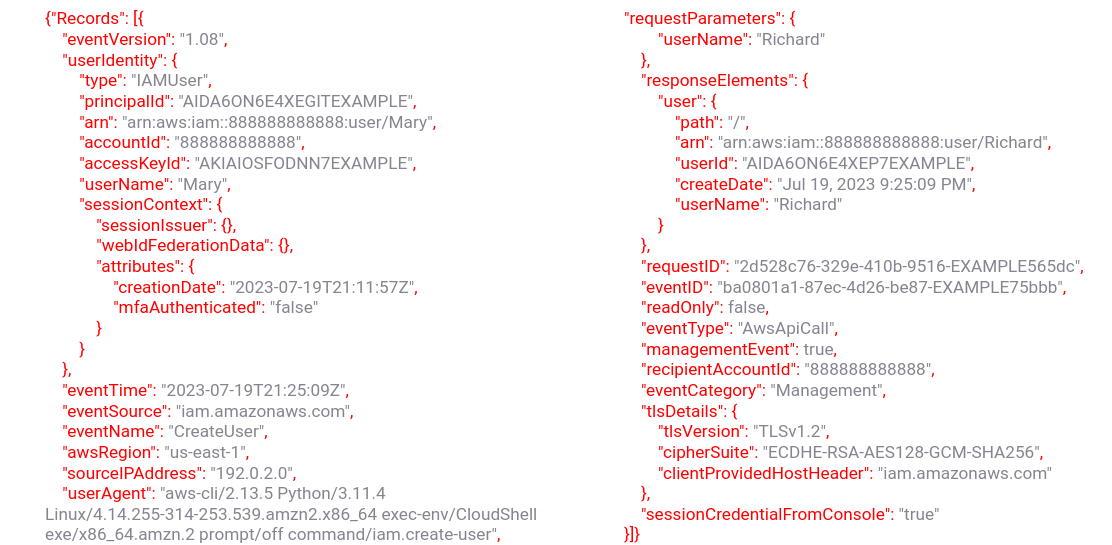 {"Records": [{
"eventVersion": "1.08",
"userIdentity": {
"type": "IAMUser",
"principalId": "AIDA6ON6E4XEGITEXAMPLE",
"arn": "arn:aws:iam::888888888888:user/Mary",
"accountId": "888888888888",
"accessKeyId": "AKIAIOSFODNN7EXAMPLE",
"userName": "Mary",
"sessionContext": {
"sessionIssuer": {},
"webIdFederationData": {},
"attributes": {
"creationDate": "2023-07-19T21:11:57Z",
"mfaAuthenticated": "false"
}
}
},
"eventTime": "2023-07-19T21:25:09Z",
"eventSource": "iam.amazonaws.com",
"eventName": "CreateUser",
"awsRegion": "us-east-1",
"sourceIPAddress": "192.0.2.0",
"userAgent": "aws-cli/2.13.5 Python/3.11.4
Linux/4.14.255-314-253.539.amzn2.x86_64 exec-env/CloudShell
exe/x86_64.amzn.2 prompt/off command/iam.create-user",
"requestParameters": {
"userName": "Richard"
},
"responseElements": {
"user": {
"path": "/",
"arn": "arn:aws:iam::888888888888:user/Richard",
"userId": "AIDA6ON6E4XEP7EXAMPLE",
"createDate": "Jul 19, 2023 9:25:09 PM",
"userName": "Richard"
}
},
"requestID": "2d528c76-329e-410b-9516-EXAMPLE565dc",
"eventID": "ba0801a1-87ec-4d26-be87-EXAMPLE75bbb",
"readOnly": false,
"eventType": "AwsApiCall",
"managementEvent": true,
"recipientAccountId": "888888888888",
"eventCategory": "Management",
"tlsDetails": {
"tlsVersion": "TLSv1.2",
"cipherSuite": "ECDHE-RSA-AES128-GCM-SHA256",
"clientProvidedHostHeader": "iam.amazonaws.com"
},
"sessionCredentialFromConsole": "true"
}]}